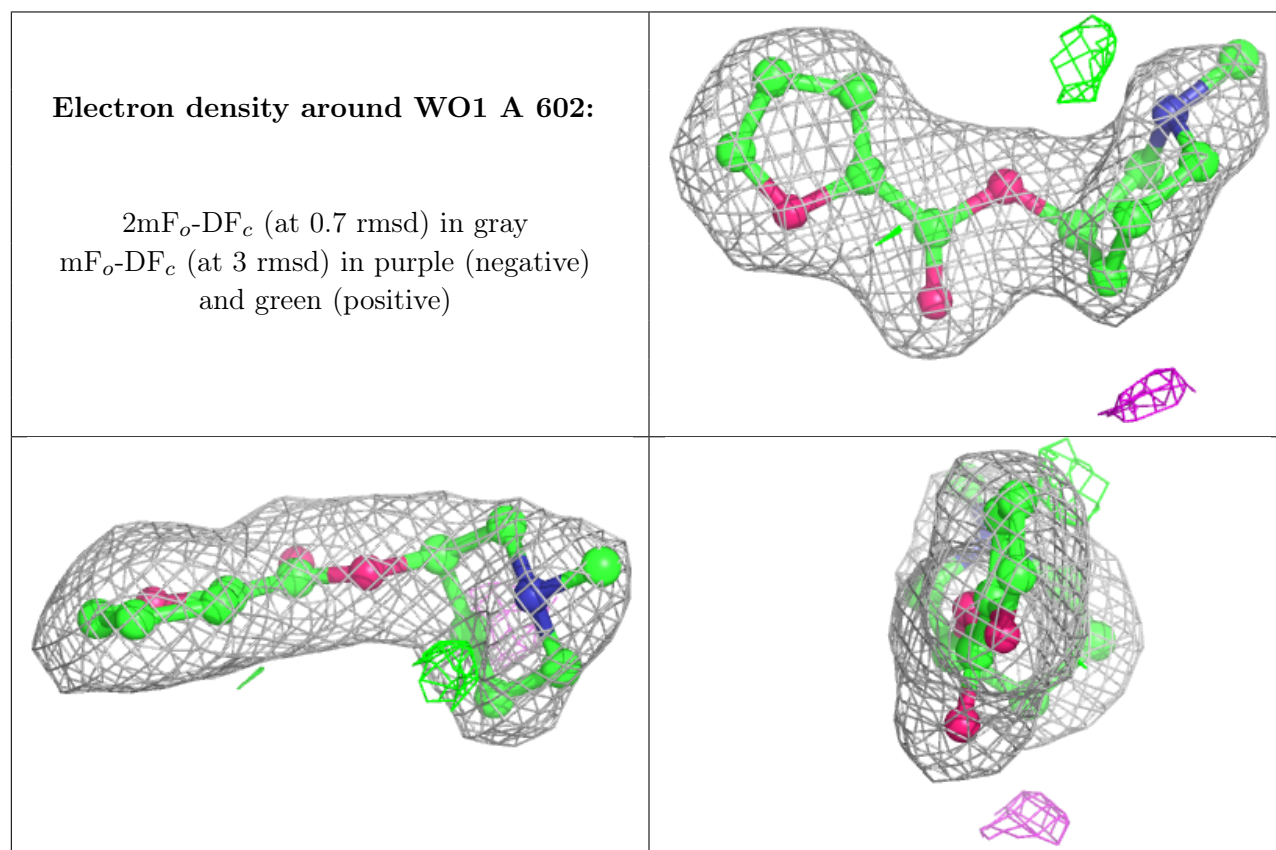 Electron density around WO1 A 602:
2mFo-DFc (at 0.7 rmsd) in gray
mFo-DFc (at 3 rmsd) in purple (negative)
and green (positive)